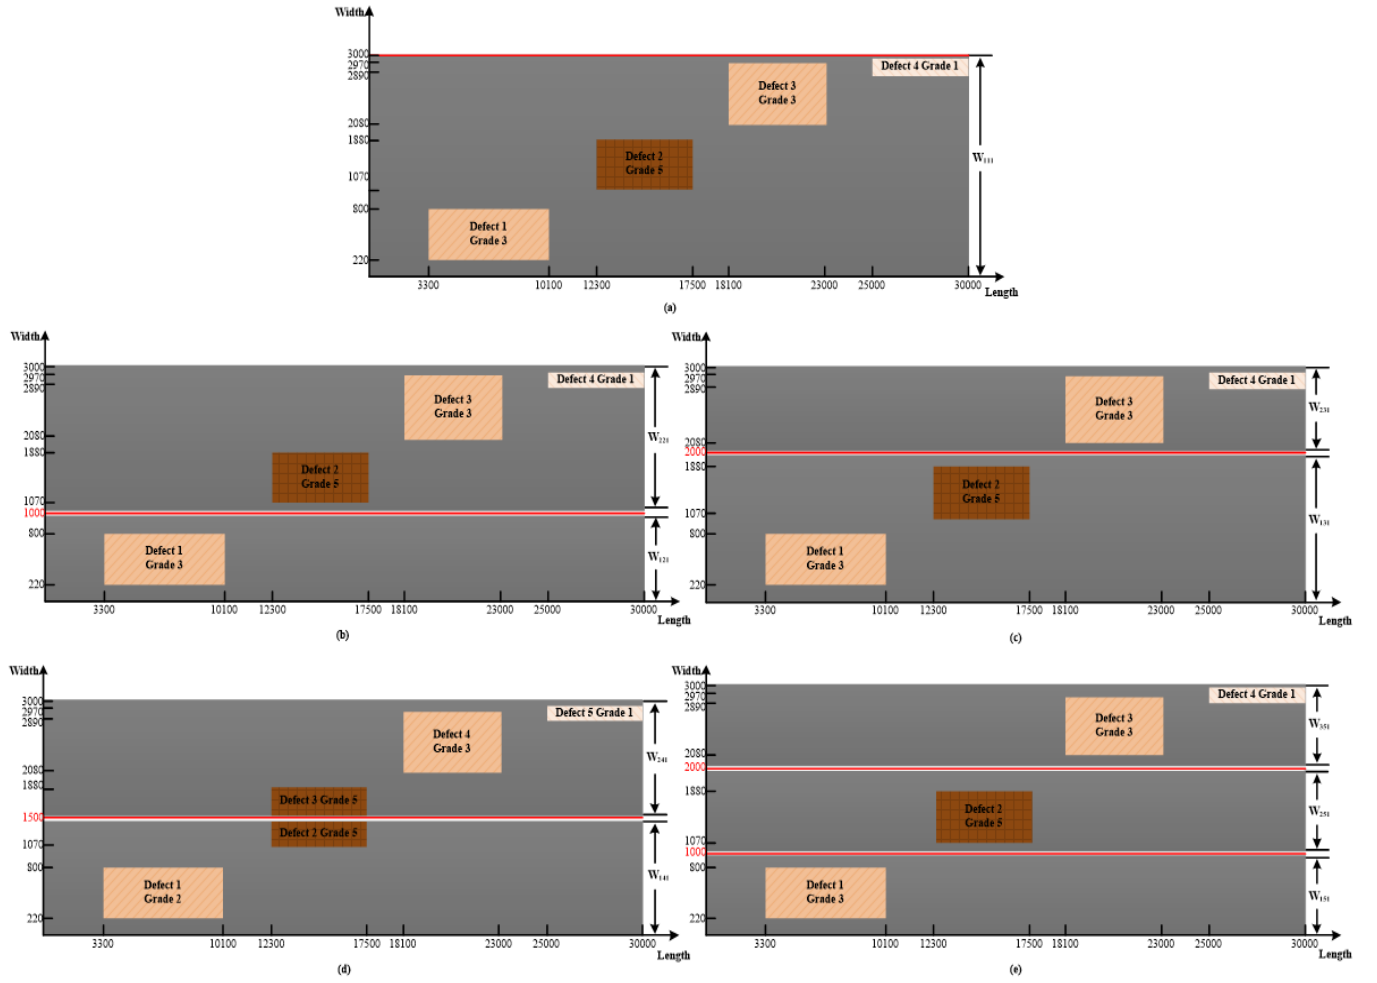 Width
3000
2970
2890
2080
1880
1070
800
220
Defect 4 Grade 1
Defect 3
Grade 3
Defect 2
Grade 5
Defect 1
Grade 3
W111
3300 10100 12300 17500 18100 23000 25000 30000
Length
(a)
Width
3000
2970
2890
2080
1880
1070
1000
800
220
Defect 4 Grade 1
Defect 3
Grade 3
Defect 2
Grade 5
Defect 1
Grade 3
W221
W121
3300 10100 12300 17500 18100 23000 25000 30000
Length
(b)
Width
3000
2970
2890
2080
2000
1880
1070
800
220
Defect 4 Grade 1
Defect 3
Grade 3
Defect 2
Grade 5
Defect 1
Grade 3
W231
W131
3300 10100 12300 17500 18100 23000 25000 30000
Length
(c)
Width
3000
2970
2890
2080
1880
1500
1070
800
220
Defect 5 Grade 1
Defect 4
Grade 3
Defect 3 Grade 5
Defect 2 Grade 5
Defect 1
Grade 2
W241
W141
3300 10100 12300 17500 18100 23000 25000 30000
Length
(d)
Width
3000
2970
2890
2080
2000
1880
1070
1000
800
220
Defect 4 Grade 1
Defect 3
Grade 3
Defect 2
Grade 5
Defect 1
Grade 3
W351
W251
W151
3300 10100 12300 17500 18100 23000 25000 30000
Length
(e)